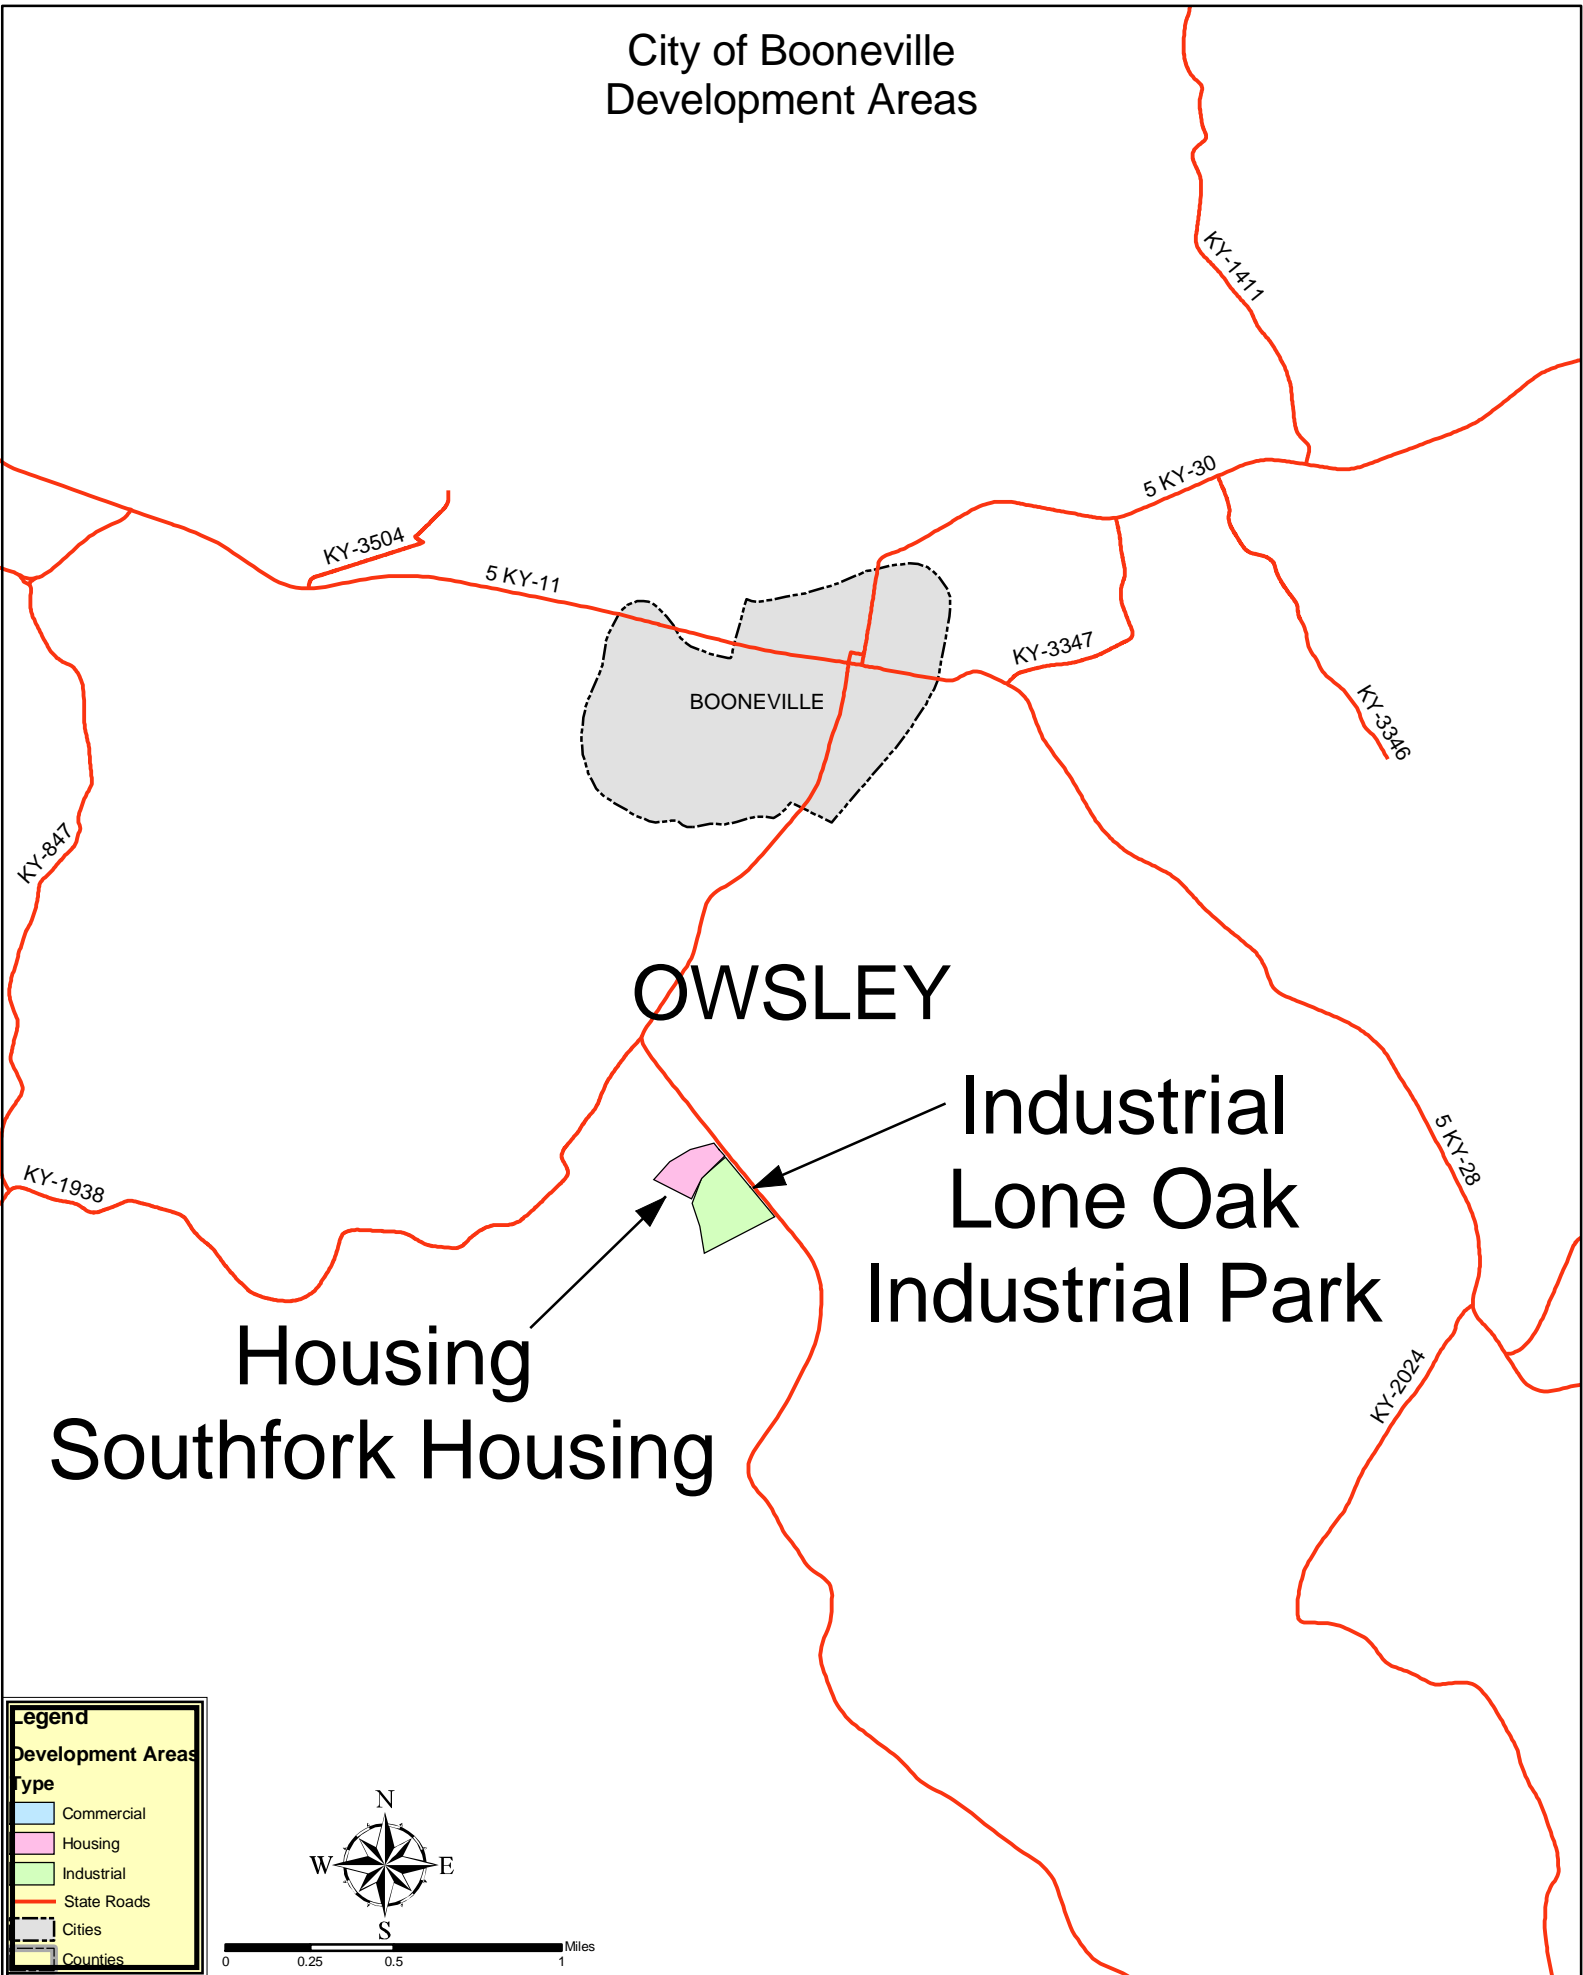 City of Booneville
Development Areas
KY-1411
5 KY-30
KY-3504
5 KY-11
KY-3347
BOONEVILLE
KY-3346
KY-847
OWSLEY
Industrial
Lone Oak
Industrial Park
5 KY-28
KY-1938
Housing
Southfork Housing
KY-2024
Legend
Development Areas
Type
Commercial
Housing
Industrial
State Roads
Cities
Counties
N
W E
S
Miles
0 0.25 0.5 1